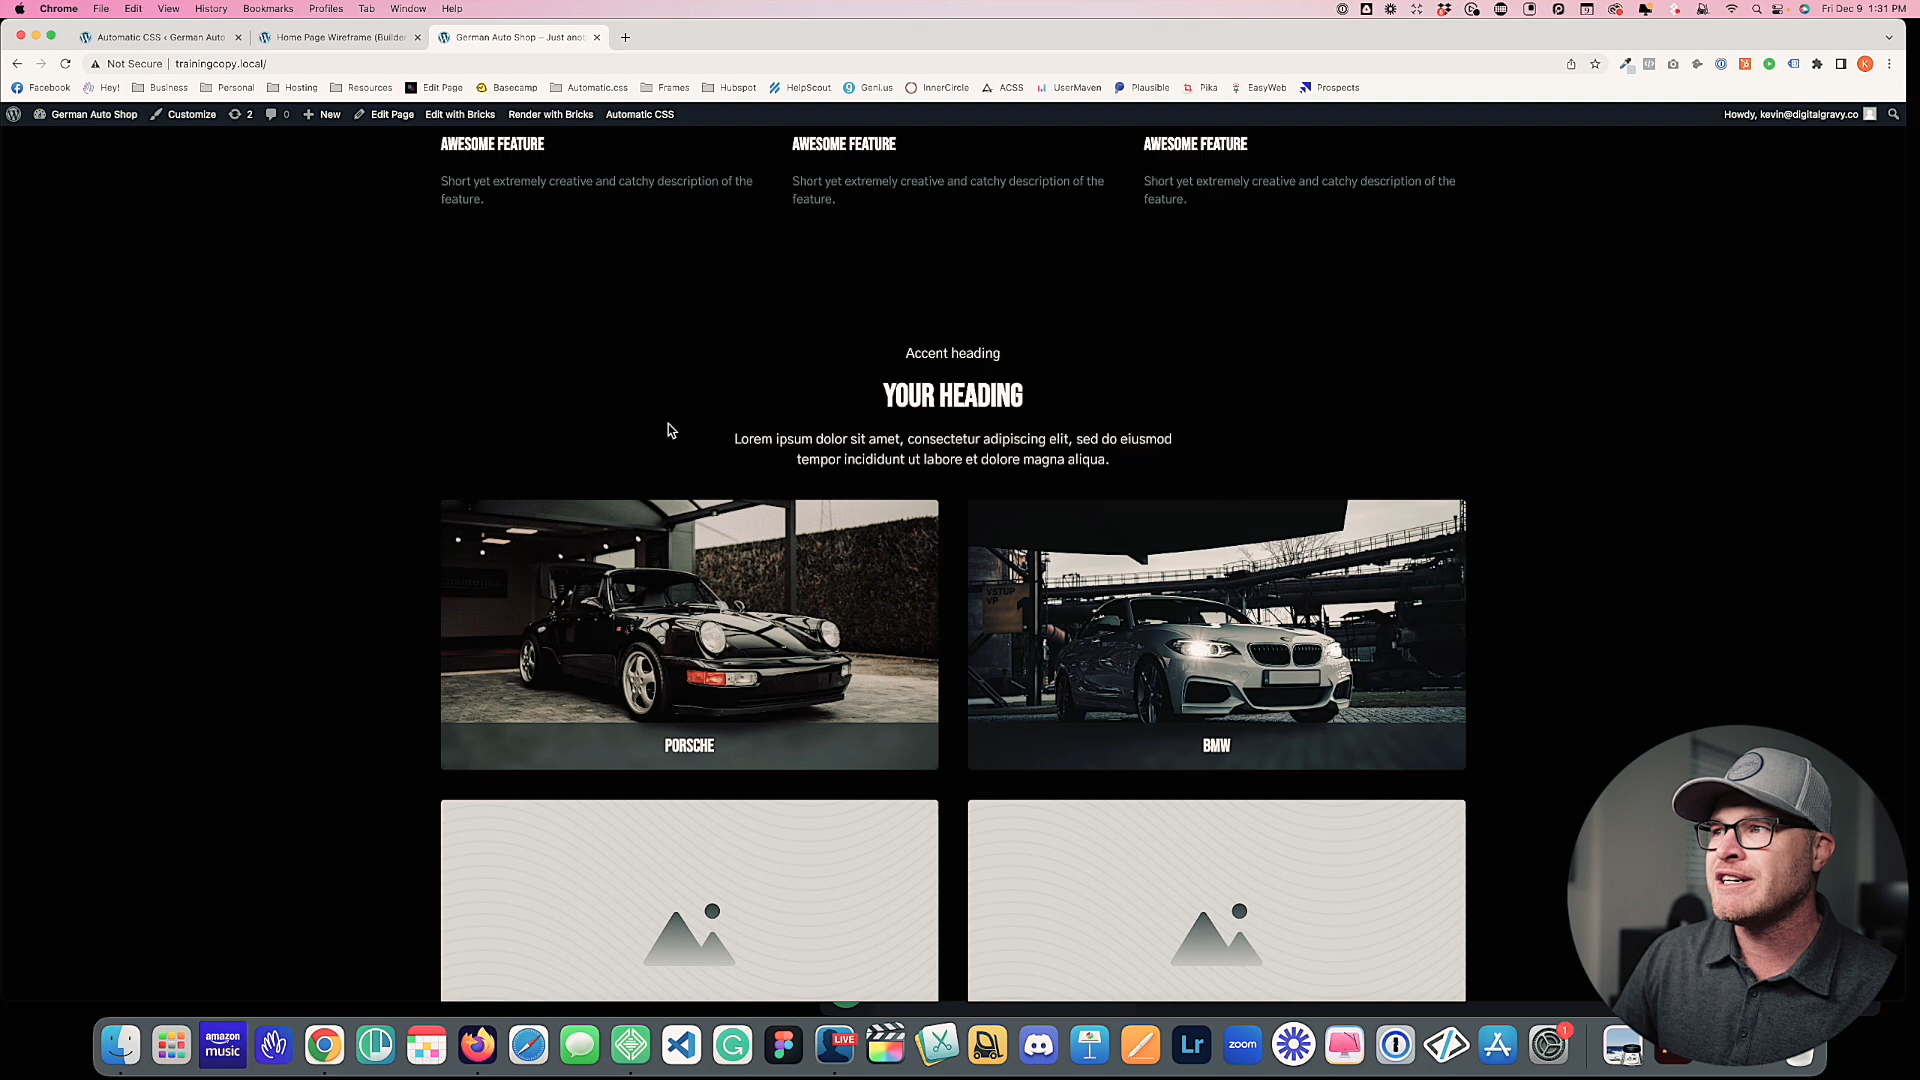 Chrome File Edit View History Bookmarks Profiles Tab Window Help
Fri Dec 9 1:31 PM
Automatic CSS ‹ German Auto
Home Page Wireframe (Builder
German Auto Shop – Just anot
Not Secure
trainingcopy.local/
Facebook Hey! Business Personal Hosting Resources Edit Page Basecamp Automatic.css Frames Hubspot HelpScout Geni.us InnerCircle ACSS UserMaven Plausible Pika EasyWeb Prospects
German Auto Shop Customize 2 0 New Edit Page Edit with Bricks Render with Bricks Automatic CSS
Howdy, kevin@digitalgravy.co
AWESOME FEATURE
Short yet extremely creative and catchy description of the
feature.
AWESOME FEATURE
Short yet extremely creative and catchy description of the
feature.
AWESOME FEATURE
Short yet extremely creative and catchy description of the
feature.
Accent heading
YOUR HEADING
Lorem ipsum dolor sit amet, consectetur adipiscing elit, sed do eiusmod
tempor incididunt ut labore et dolore magna aliqua.
VSTUP
VP
PORSCHE
BMW
amazon
music
LIVE
Lr
zoom
1